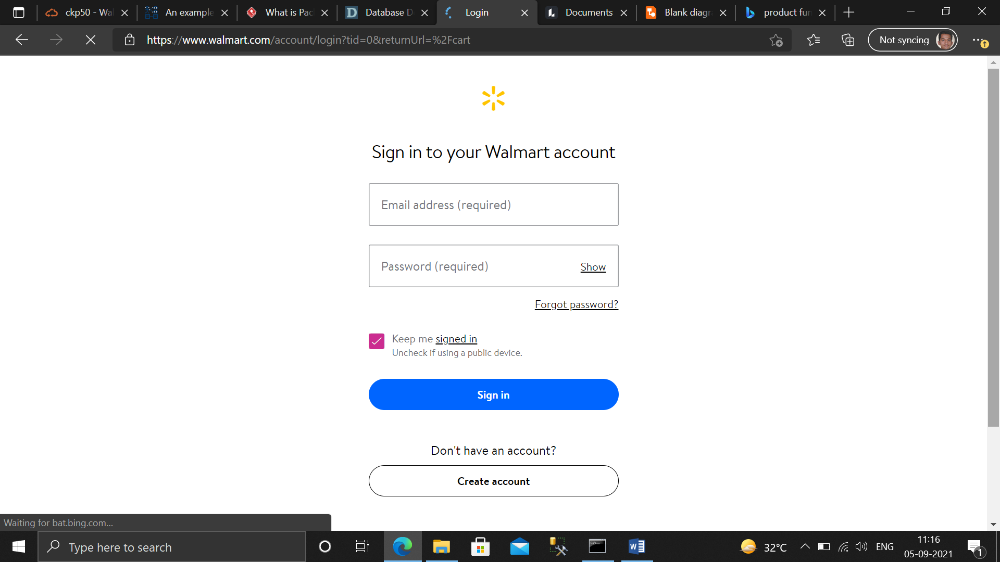 ckp50 - Wal
An example
What is Pac
Database D
Login
Documents
Blank diagr
product fun
https://www.walmart.com/account/login?tid=0&returnUrl=%2Fcart
Not syncing
Sign in to your Walmart account
Email address (required)
Password (required) Show
Forgot password?
Keep me signed in
Uncheck if using a public device.
Sign in
Don't have an account?
Create account
Waiting for bat.bing.com...
Type here to search
32°C
ENG
11:16
05-09-2021
1